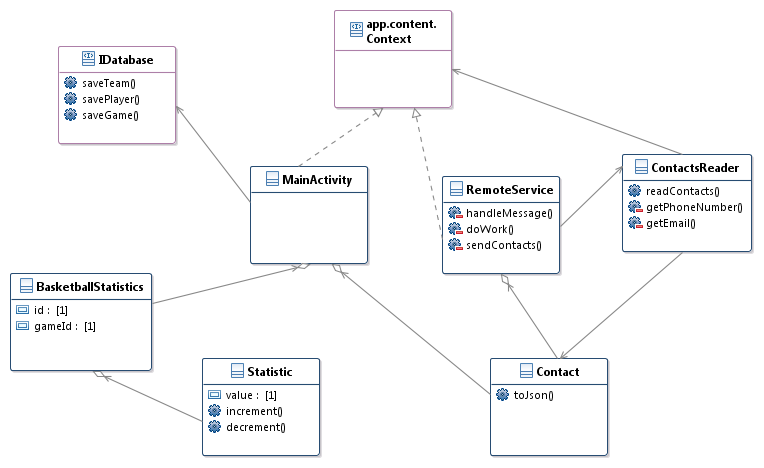 app.content.
Context
IDatabase
saveTeam()
savePlayer()
saveGame()
MainActivity
RemoteService
handleMessage()
doWork()
sendContacts()
ContactsReader
readContacts()
getPhoneNumber()
getEmail()
BasketballStatistics
id : [1]
gameId : [1]
Statistic
value : [1]
increment()
decrement()
Contact
toJson()